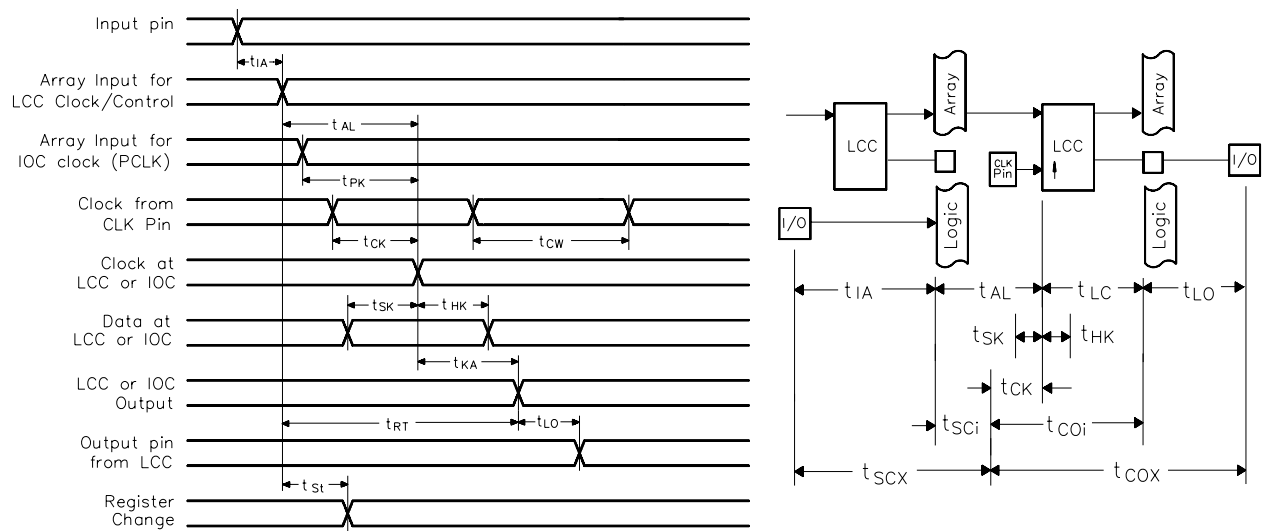 Input pin
tIA
Array Input for
LCC Clock/Control
tAL
Array Input for
IOC clock (PCLK)
tPK
Clock from
CLK Pin
tCK
tCW
Clock at
LCC or IOC
tSK
tHK
Data at
LCC or IOC
tKA
LCC or IOC
Output
tRT
tLO
Output pin
from LCC
tSt
Register
Change
Array
Array
LCC
LCC
CLK
Pin
I/O
I/O
Logic
Logic
tIA
tAL
tLC
tLO
tSK
tHK
tCK
tSCi
tCOi
tSCX
tCOX